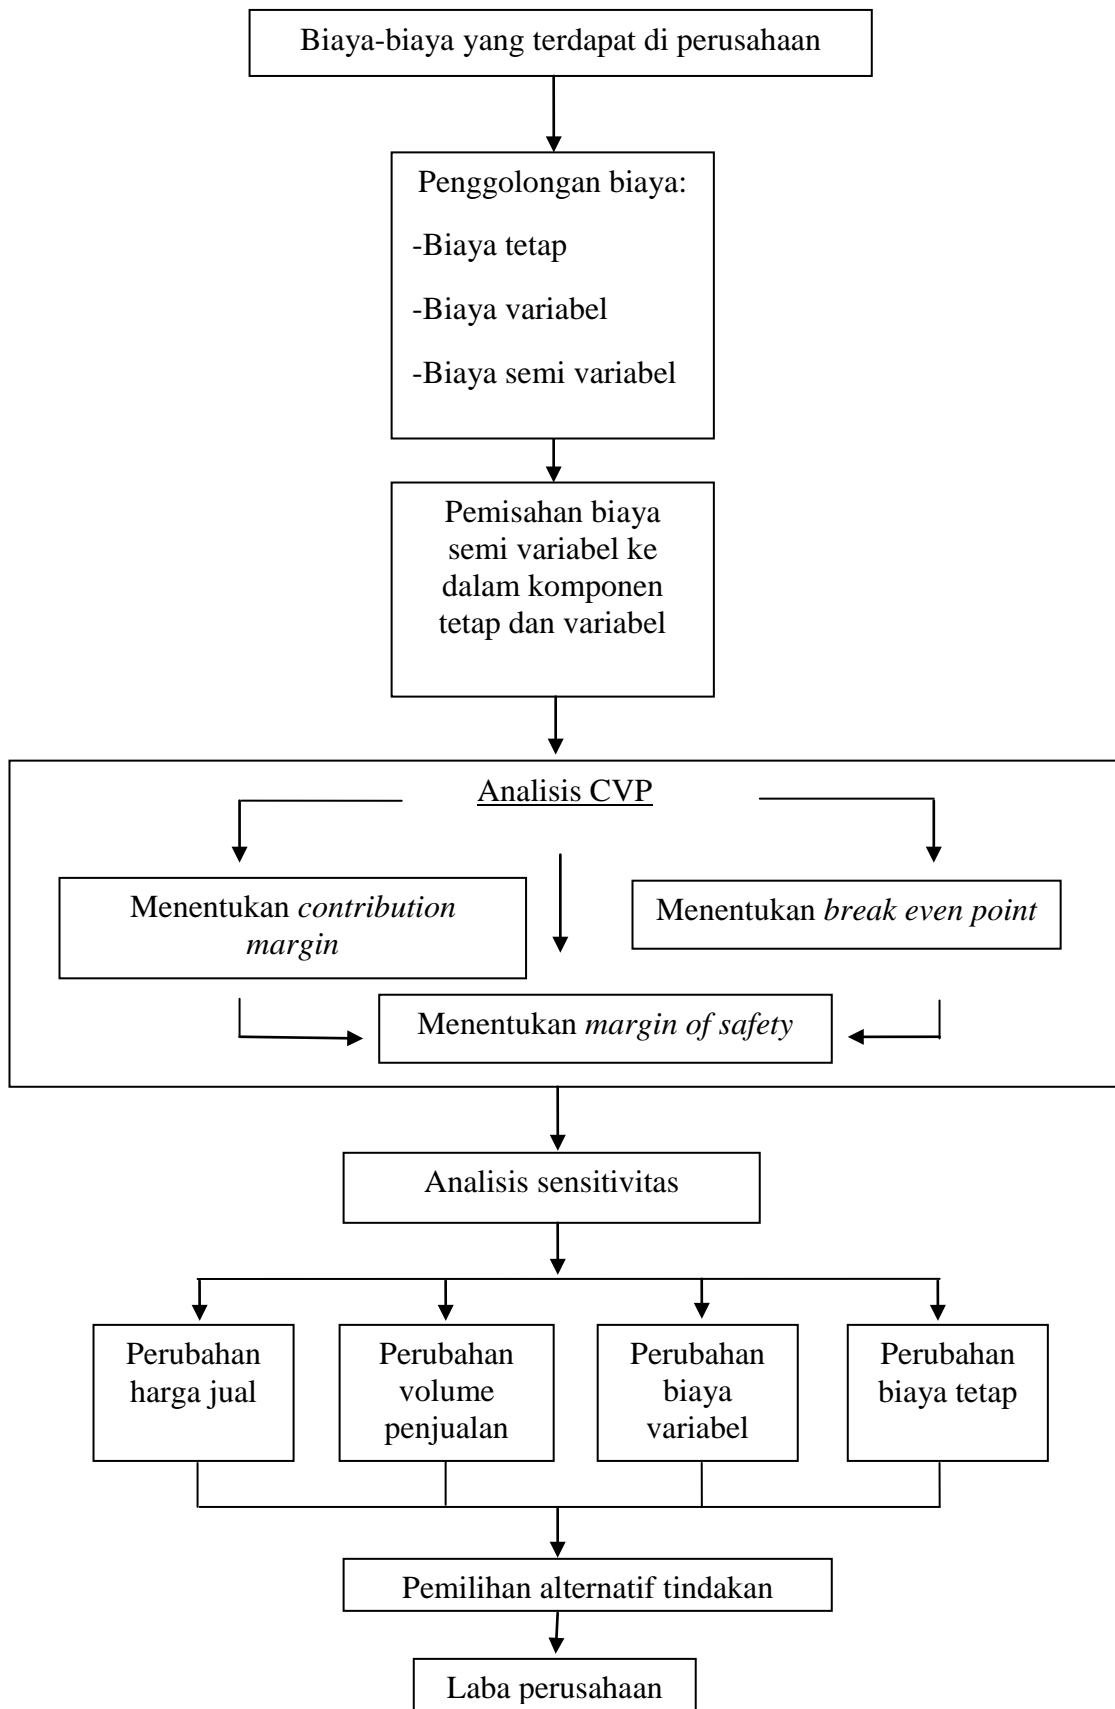 Biaya-biaya yang terdapat di perusahaan
Penggolongan biaya:
-Biaya tetap
-Biaya variabel
-Biaya semi variabel
Pemisahan biaya
semi variabel ke
dalam komponen
tetap dan variabel
Analisis CVP
Menentukan contribution
margin
Menentukan break even point
Menentukan margin of safety
Analisis sensitivitas
Perubahan
harga jual
Perubahan
volume
penjualan
Perubahan
biaya
variabel
Perubahan
biaya tetap
Pemilihan alternatif tindakan
Laba perusahaan